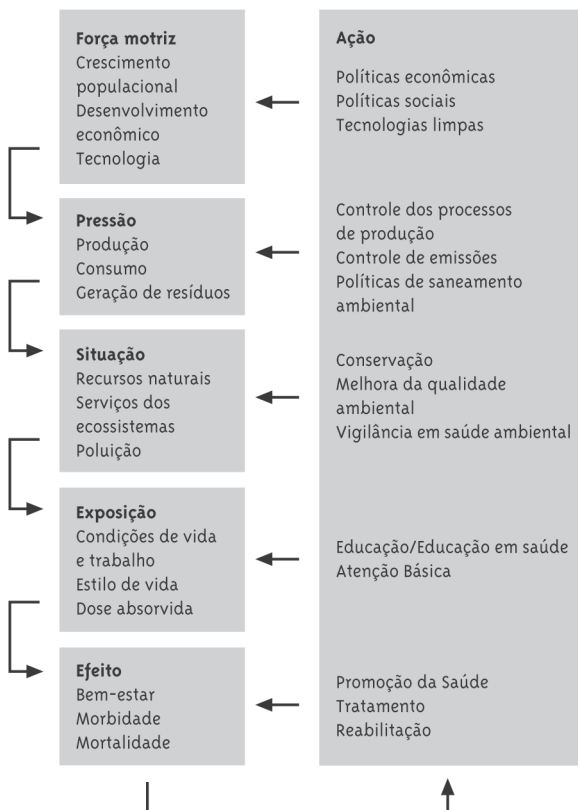 Força motriz
Crescimento
populacional
Desenvolvimento
econômico
Tecnologia
Pressão
Produção
Consumo
Geração de resíduos
Situação
Recursos naturais
Serviços dos
ecossistemas
Poluição
Exposição
Condições de vida
e trabalho
Estilo de vida
Dose absorvida
Efeito
Bem-estar
Morbidade
Mortalidade
Ação
Políticas econômicas
Políticas sociais
Tecnologias limpas
Controle dos processos
de produção
Controle de emissões
Políticas de saneamento
ambiental
Conservação
Melhora da qualidade
ambiental
Vigilância em saúde ambiental
Educação/Educação em saúde
Atenção Básica
Promoção da Saúde
Tratamento
Reabilitação